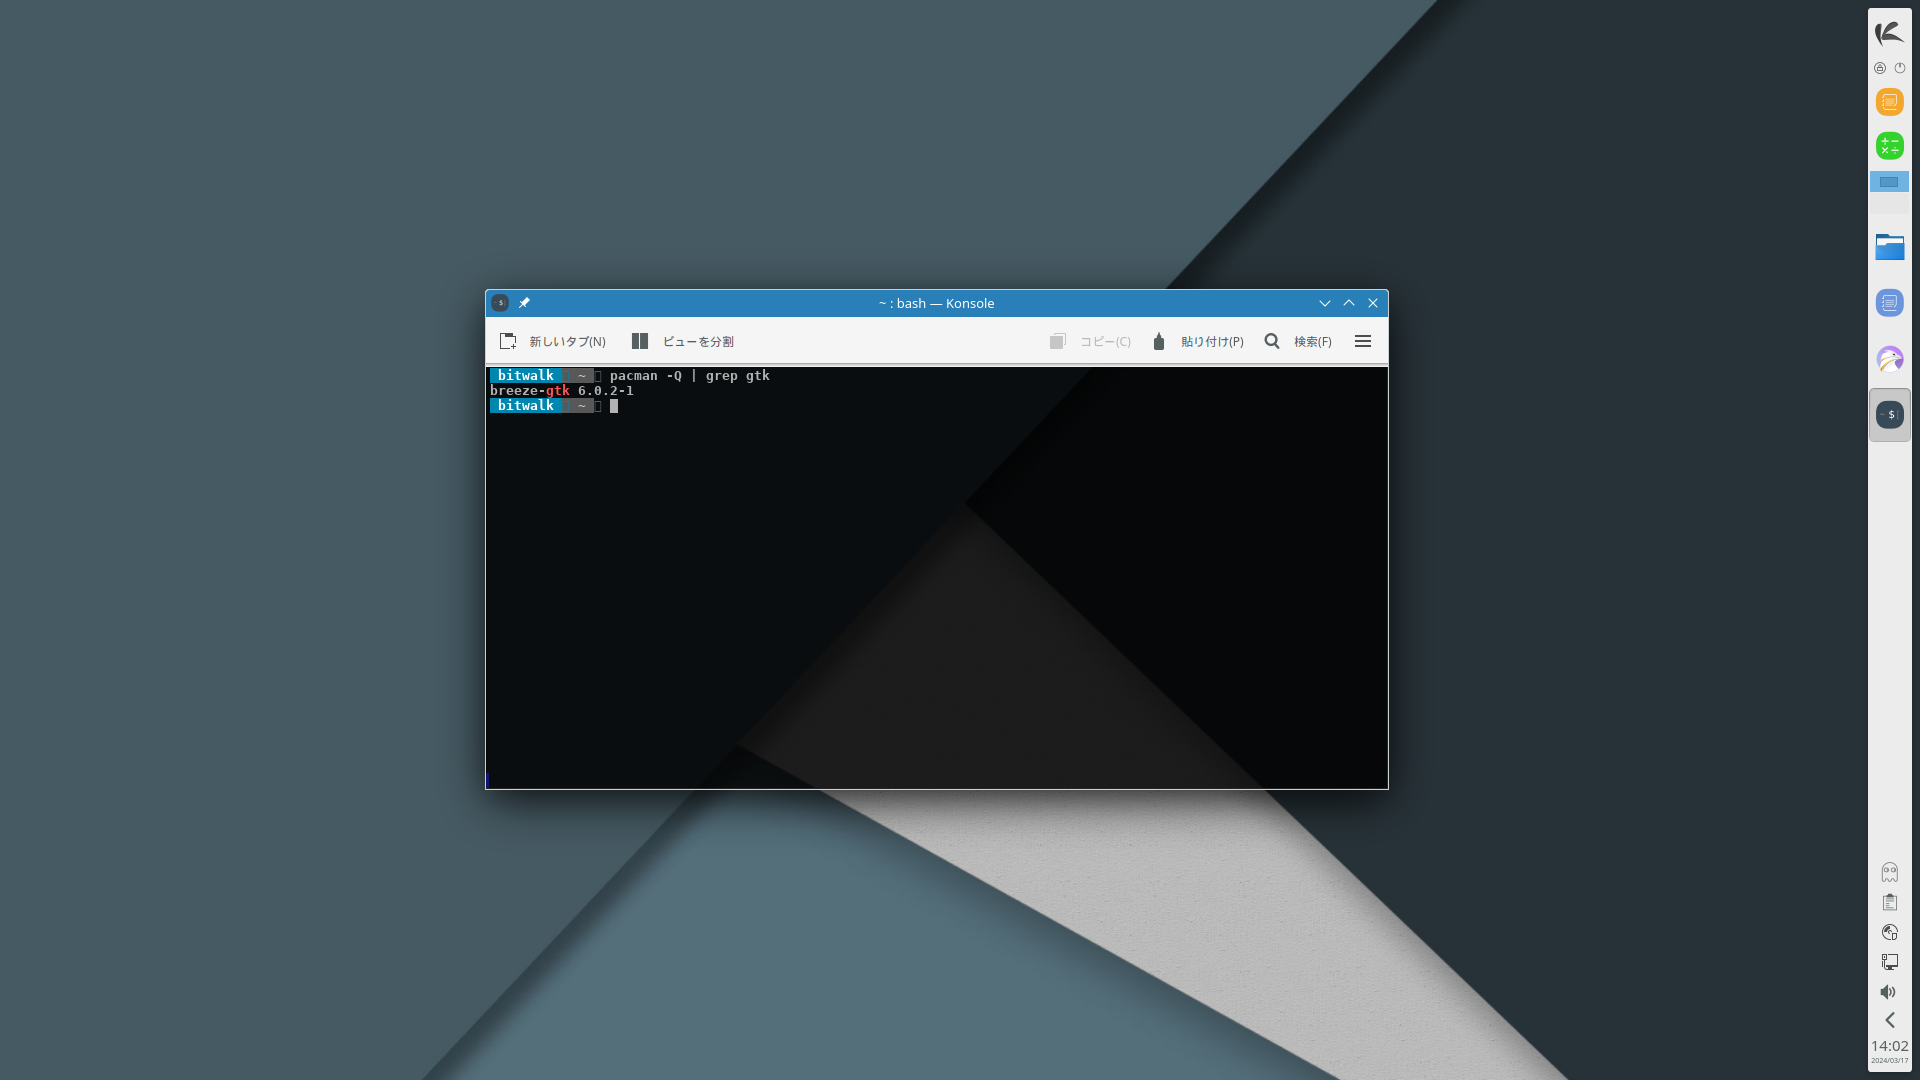 ~ : bash — Konsole
新しいタブ(N) ビューを分割 コピー(C) 貼り付け(P) 検索(F)
bitwalk ~ pacman -Q | grep gtk
breeze-gtk 6.0.2-1
bitwalk ~
~ $
14:02
2024/03/17